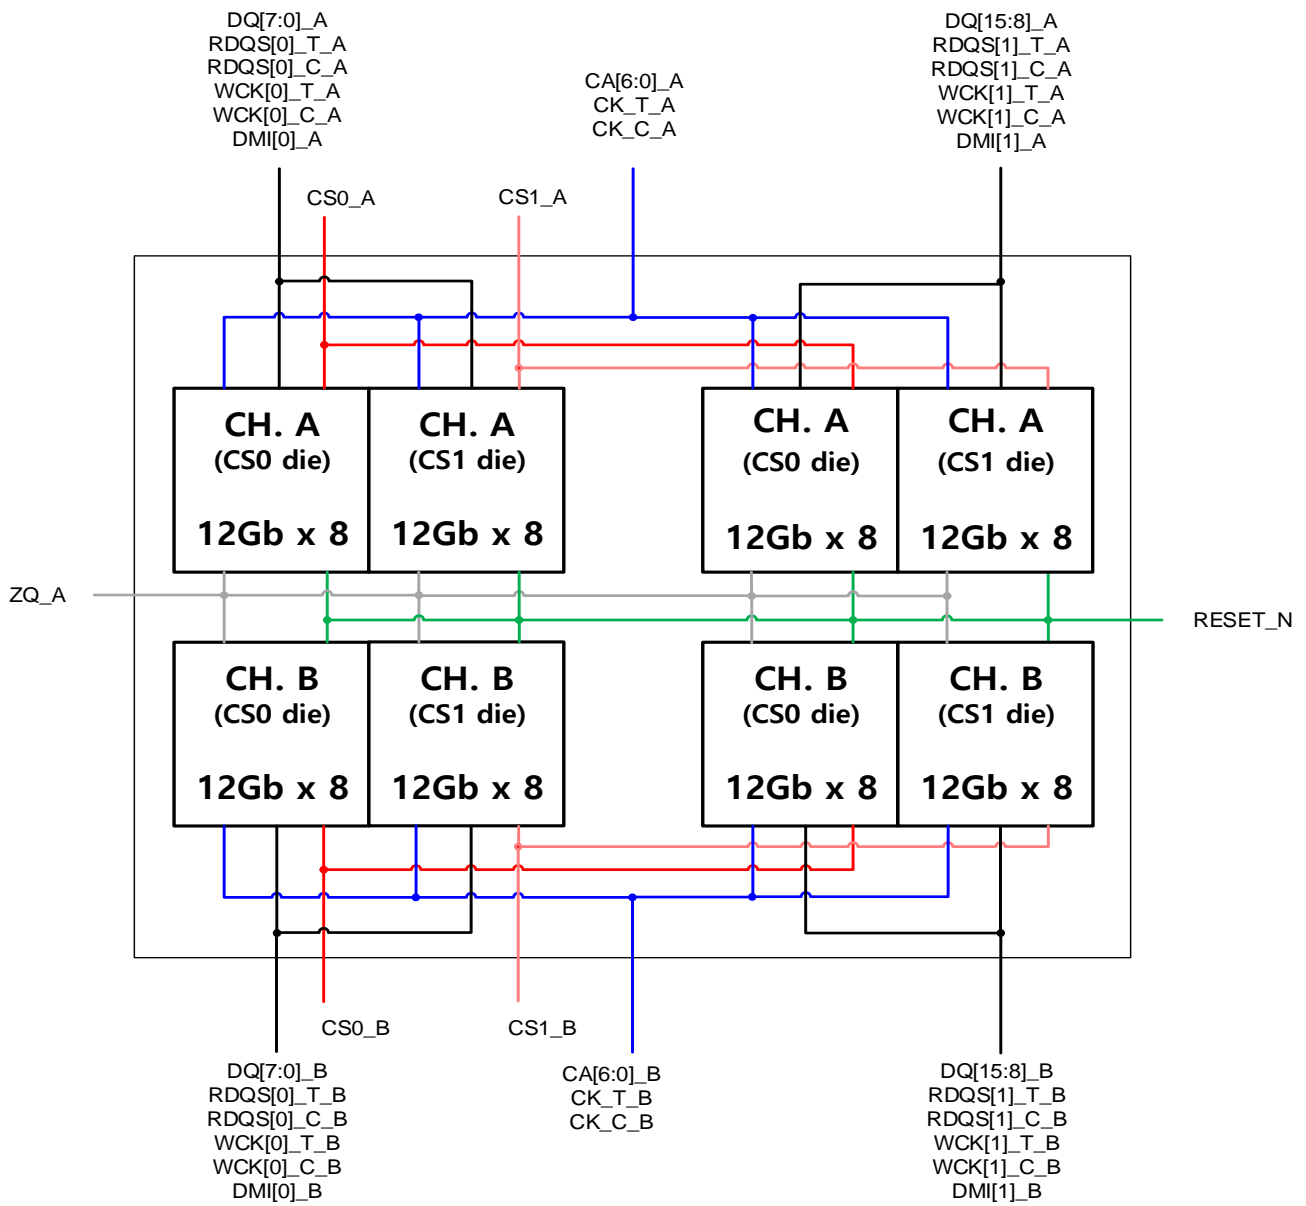 DQ[7:0]_A
RDQS[0]_T_A
RDQS[0]_C_A
WCK[0]_T_A
WCK[0]_C_A
DMI[0]_A
CA[6:0]_A
CK_T_A
CK_C_A
DQ[15:8]_A
RDQS[1]_T_A
RDQS[1]_C_A
WCK[1]_T_A
WCK[1]_C_A
DMI[1]_A
CS0_A
CS1_A
CH. A
(CS0 die)
12Gb x 8
CH. A
(CS1 die)
12Gb x 8
CH. A
(CS0 die)
12Gb x 8
CH. A
(CS1 die)
12Gb x 8
ZQ_A
RESET_N
CH. B
(CS0 die)
12Gb x 8
CH. B
(CS1 die)
12Gb x 8
CH. B
(CS0 die)
12Gb x 8
CH. B
(CS1 die)
12Gb x 8
CS0_B
CS1_B
DQ[7:0]_B
RDQS[0]_T_B
RDQS[0]_C_B
WCK[0]_T_B
WCK[0]_C_B
DMI[0]_B
CA[6:0]_B
CK_T_B
CK_C_B
DQ[15:8]_B
RDQS[1]_T_B
RDQS[1]_C_B
WCK[1]_T_B
WCK[1]_C_B
DMI[1]_B